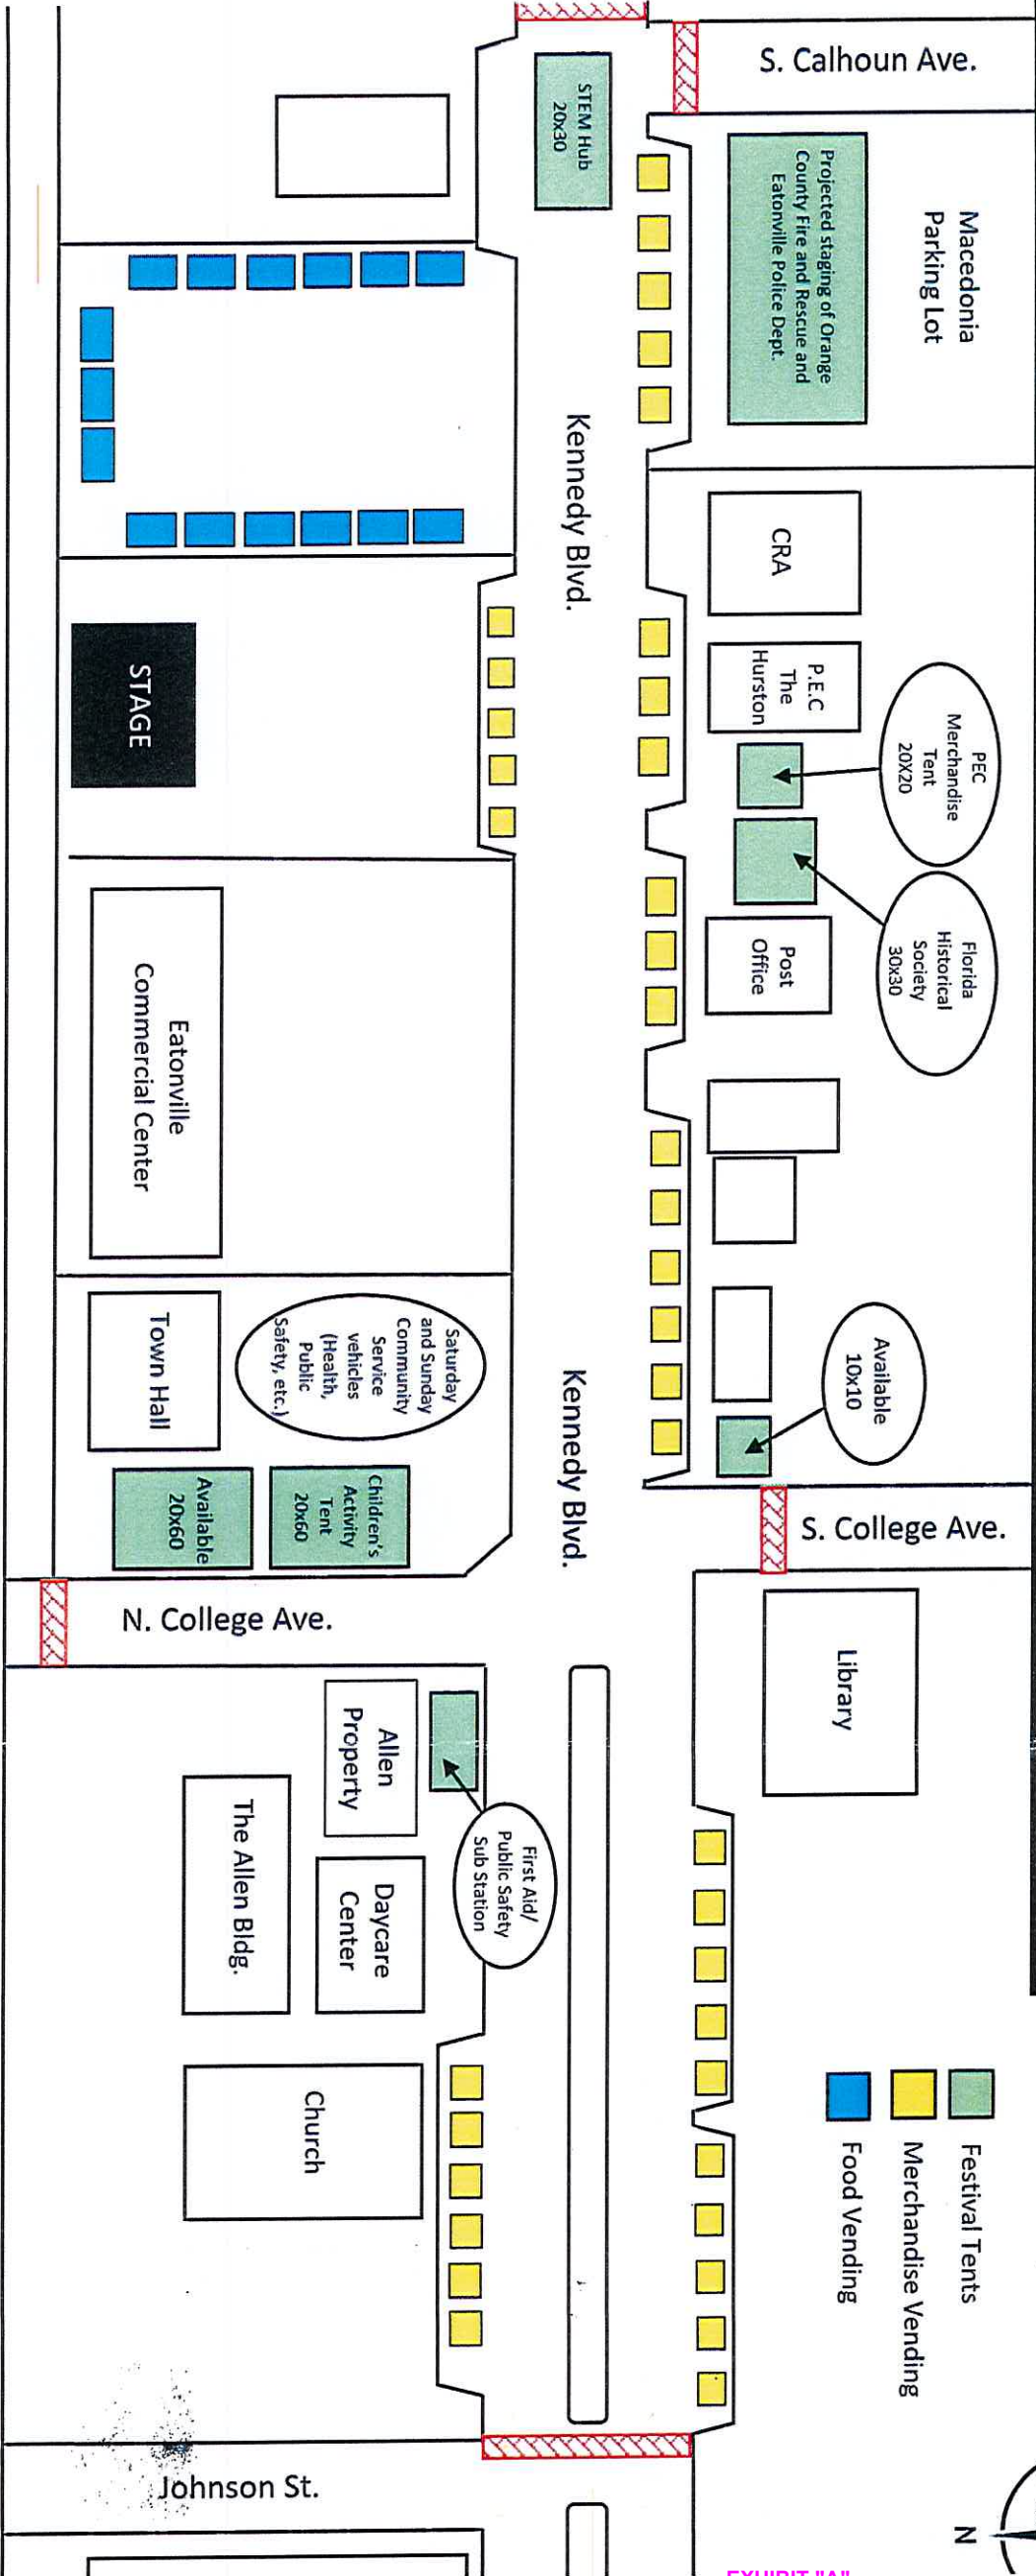 S. Calhoun Ave.
STEM Hub
20x30
Projected staging of Orange
County Fire and Rescue and
Eatonville Police Dept.
Macedonia
Parking Lot
Kennedy Blvd.
CRA
P.E.C
The
Hurston
PEC
Merchandise
Tent
20X20
STAGE
Florida
Historical
Society
30x30
Post
Office
Eatonville
Commercial Center
Available
10x10
Town Hall
Saturday
and Sunday
Community
Service
vehicles
(Health,
Public
Safety, etc.)
Kennedy Blvd.
Children's
Activity
Tent
20x60
Available
20x60
S. College Ave.
N. College Ave.
Library
Allen
Property
First Aid/
Public Safety
Sub Station
The Allen Bldg.
Daycare
Center
Church
Festival Tents
Merchandise Vending
Food Vending
Johnson St.
N
EXHIBIT "A"